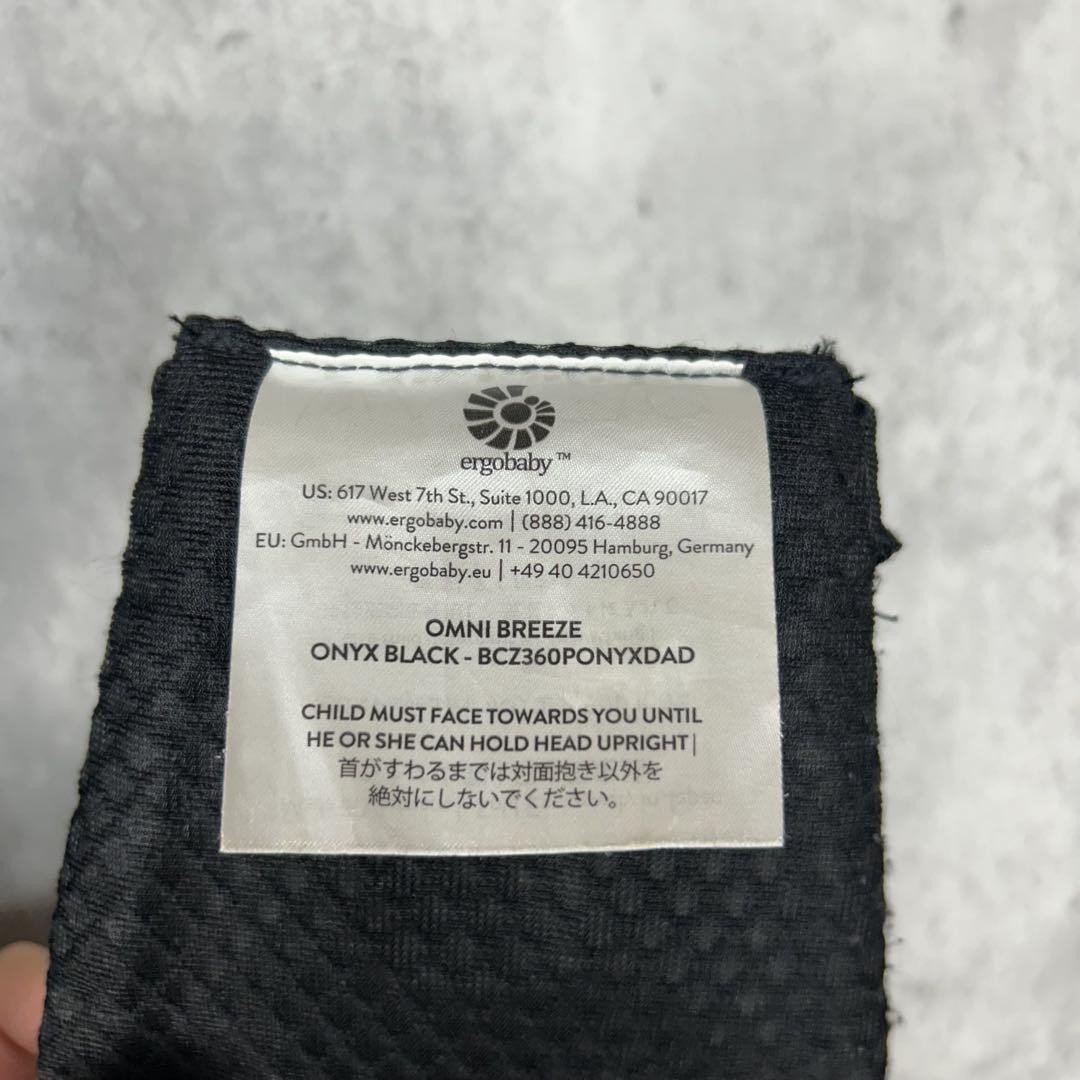 ergobaby™
US: 617 West 7th St., Suite 1000, L.A., CA 90017
www.ergobaby.com | (888) 416-4888
EU: GmbH - Mönckebergstr. 11 - 20095 Hamburg, Germany
www.ergobaby.eu | +49 40 4210650
OMNI BREEZE
ONYX BLACK - BCZ360PONYXDAD
CHILD MUST FACE TOWARDS YOU UNTIL
HE OR SHE CAN HOLD HEAD UPRIGHT |
首がすわるまでは対面抱き以外を
絶対にしないでください。